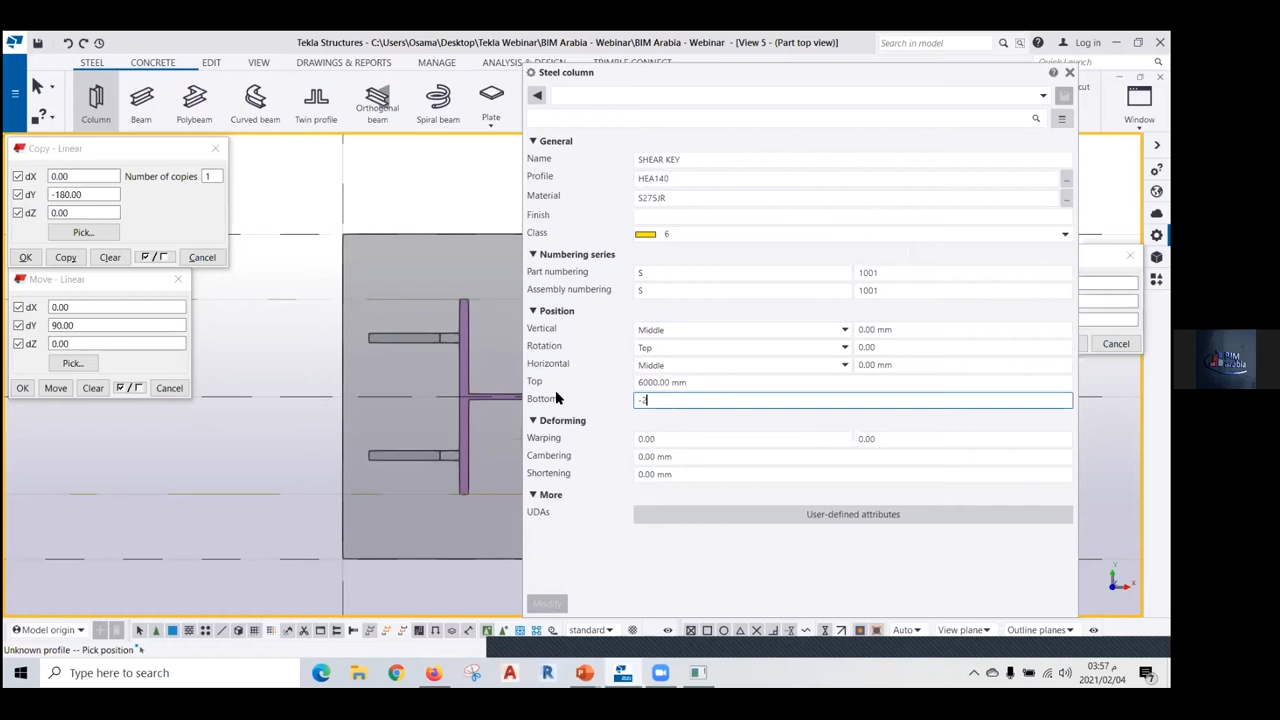 Tekla Structures - C:\Users\Osama\Desktop\Tekla Webinar\BIM Arabia - Webinar\BIM Arabia - Webinar - [View 5 - (Part top view)]
Search in model
Log in
STEEL CONCRETE EDIT VIEW DRAWINGS & REPORTS MANAGE ANALYSIS & DESIGN TRIMBLE CONNECT
Quick Launch
Column Beam Polybeam Curved beam Twin profile Orthogonal beam Spiral beam Plate
Window
Copy - Linear
dX 0.00 Number of copies 1
dY -180.00
dZ 0.00
Pick...
OK Copy Clear Cancel
Move - Linear
dX 0.00
dY 90.00
dZ 0.00
Pick...
OK Move Clear Cancel
Steel column
General
Name SHEAR KEY
Profile HEA140
Material S275JR
Finish
Class 6
Numbering series
Part numbering S 1001
Assembly numbering S 1001
Position
Vertical Middle 0.00 mm
Rotation Top 0.00
Horizontal Middle 0.00 mm
Top 6000.00 mm
Bottom -2
Deforming
Warping 0.00 0.00
Cambering 0.00 mm
Shortening 0.00 mm
More
UDAs User-defined attributes
Modify
Cancel
BIM arabia
Model origin standard Auto View plane Outline planes
Unknown profile -- Pick position
Type here to search
03:57 م
2021/02/04
7